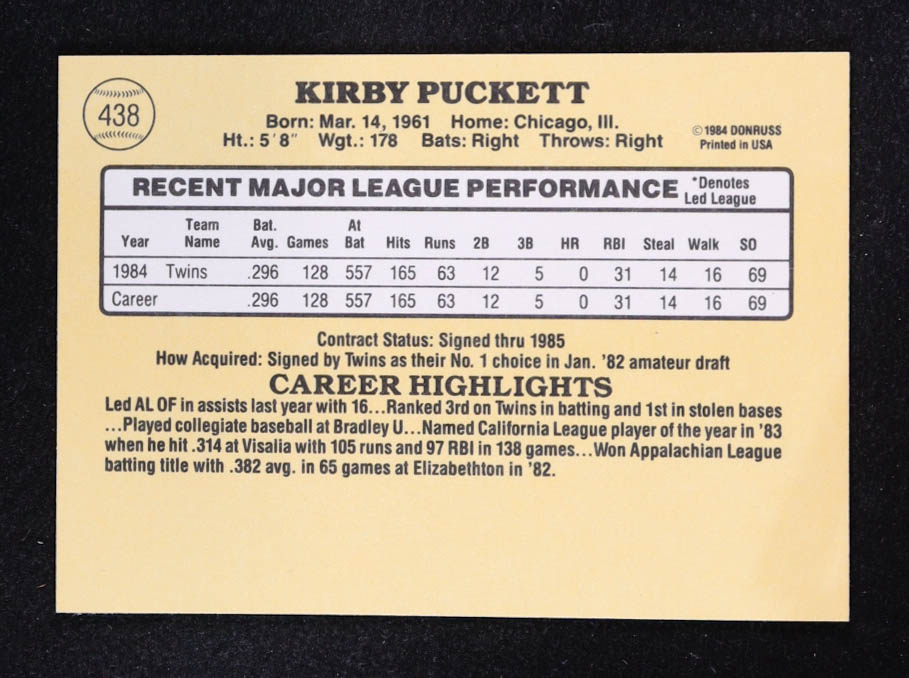 438
KIRBY PUCKETT
Born: Mar. 14, 1961 Home: Chicago, Ill.
Ht.: 5'8" Wgt.: 178 Bats: Right Throws: Right
©1984 DONRUSS
Printed in USA
RECENT MAJOR LEAGUE PERFORMANCE *Denotes Led League
Year Team Name Bat. Avg. Games At Bat Hits Runs 2B 3B HR RBI Steal Walk SO
1984 Twins .296 128 557 165 63 12 5 0 31 14 16 69
Career .296 128 557 165 63 12 5 0 31 14 16 69
Contract Status: Signed thru 1985
How Acquired: Signed by Twins as their No. 1 choice in Jan. '82 amateur draft
CAREER HIGHLIGHTS
Led AL OF in assists last year with 16...Ranked 3rd on Twins in batting and 1st in stolen bases
...Played collegiate baseball at Bradley U...Named California League player of the year in '83
when he hit .314 at Visalia with 105 runs and 97 RBI in 138 games...Won Appalachian League
batting title with .382 avg. in 65 games at Elizabethton in '82.